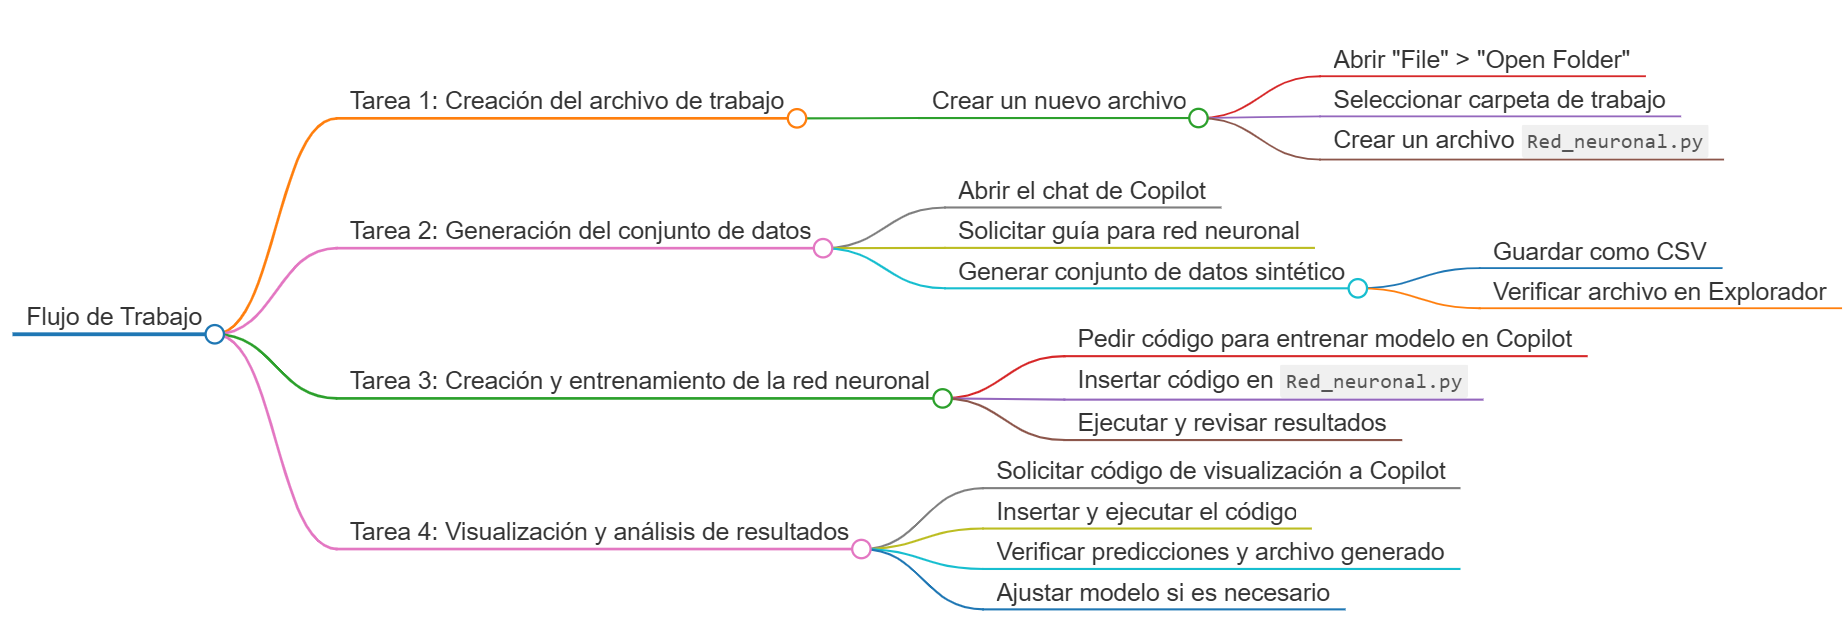 Flujo de Trabajo
Tarea 1: Creación del archivo de trabajo
Crear un nuevo archivo
Abrir "File" > "Open Folder"
Seleccionar carpeta de trabajo
Crear un archivo Red_neuronal.py
Tarea 2: Generación del conjunto de datos
Abrir el chat de Copilot
Solicitar guía para red neuronal
Generar conjunto de datos sintético
Guardar como CSV
Verificar archivo en Explorador
Tarea 3: Creación y entrenamiento de la red neuronal
Pedir código para entrenar modelo en Copilot
Insertar código en Red_neuronal.py
Ejecutar y revisar resultados
Tarea 4: Visualización y análisis de resultados
Solicitar código de visualización a Copilot
Insertar y ejecutar el código
Verificar predicciones y archivo generado
Ajustar modelo si es necesario